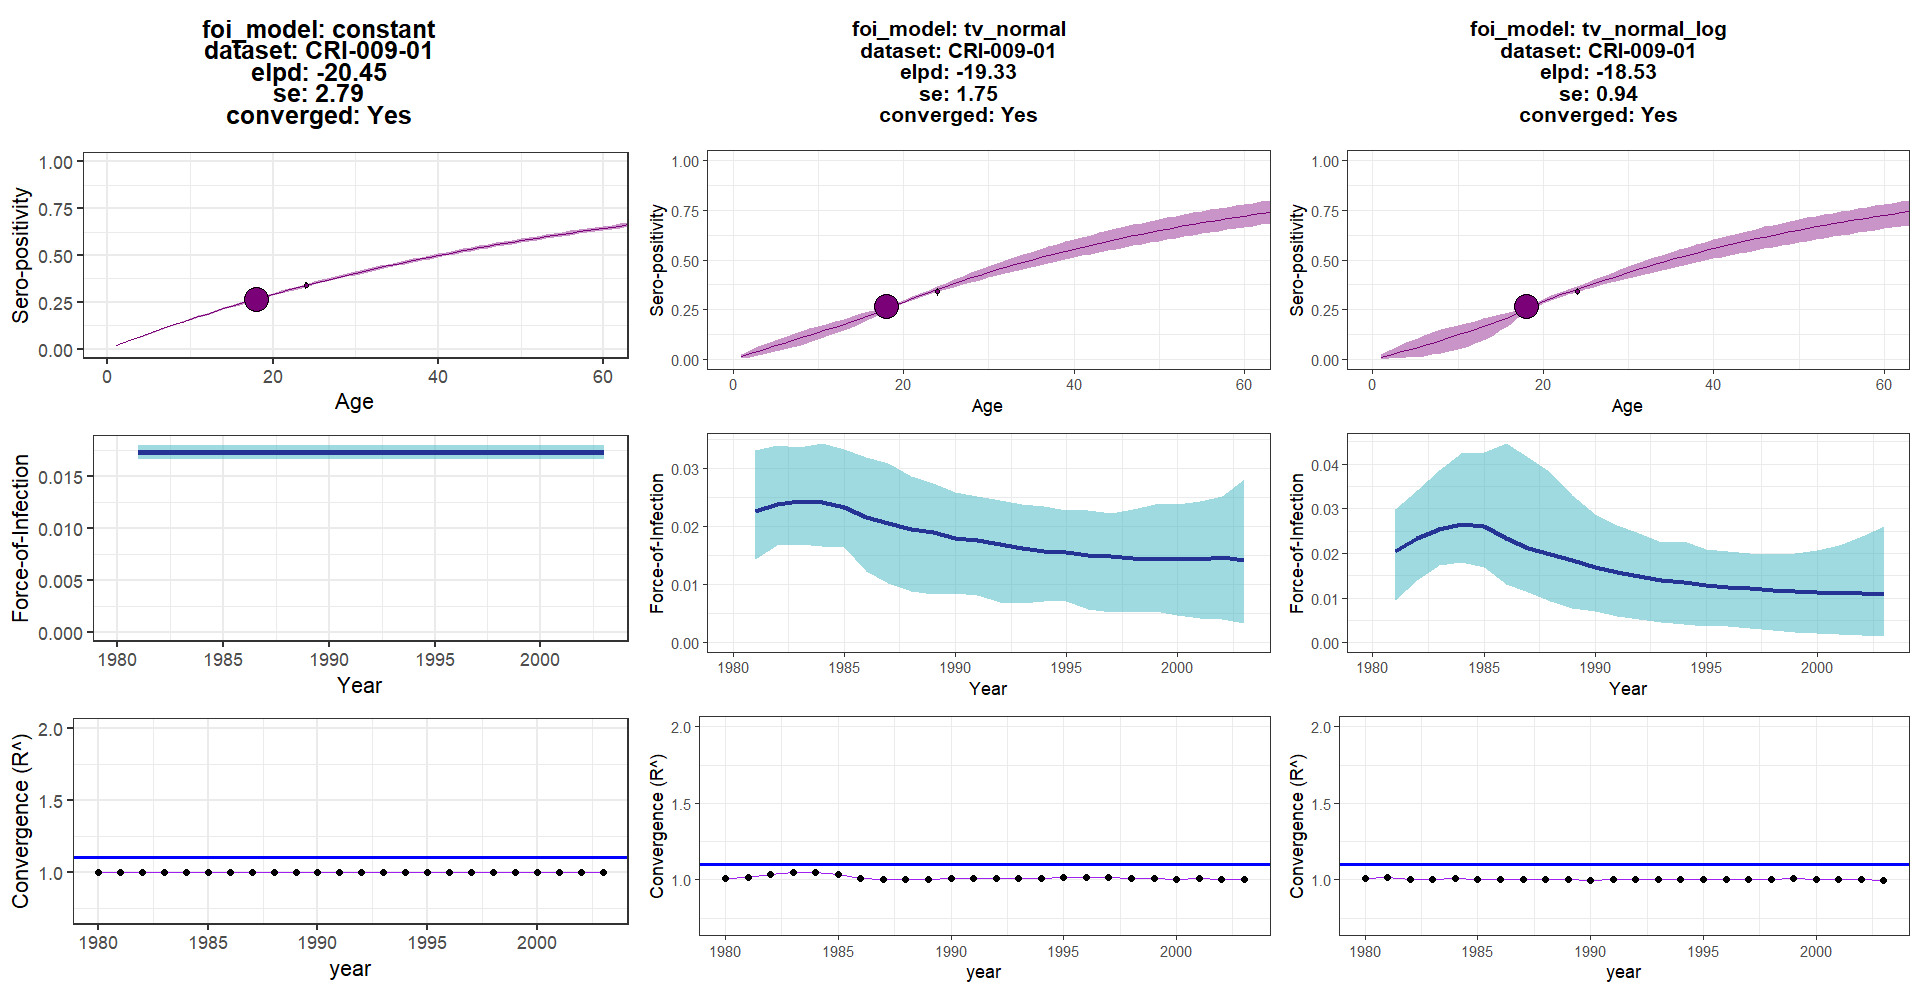 foi_model: constant
dataset: CRI-009-01
elpd: -20.45
se: 2.79
converged: Yes
foi_model: tv_normal
dataset: CRI-009-01
elpd: -19.33
se: 1.75
converged: Yes
foi_model: tv_normal_log
dataset: CRI-009-01
elpd: -18.53
se: 0.94
converged: Yes
Sero-positivity
1.00
0.75
0.50
0.25
0.00
0 20 40 60
Age
Sero-positivity
1.00
0.75
0.50
0.25
0.00
0 20 40 60
Age
Sero-positivity
1.00
0.75
0.50
0.25
0.00
0 20 40 60
Age
Force-of-Infection
0.015
0.010
0.005
0.000
1980 1985 1990 1995 2000
Year
Force-of-Infection
0.03
0.02
0.01
0.00
1980 1985 1990 1995 2000
Year
Force-of-Infection
0.04
0.03
0.02
0.01
0.00
1980 1985 1990 1995 2000
Year
Convergence (R^)
2.0
1.5
1.0
1980 1985 1990 1995 2000
year
Convergence (R^)
2.0
1.5
1.0
1980 1985 1990 1995 2000
year
Convergence (R^)
2.0
1.5
1.0
1980 1985 1990 1995 2000
year